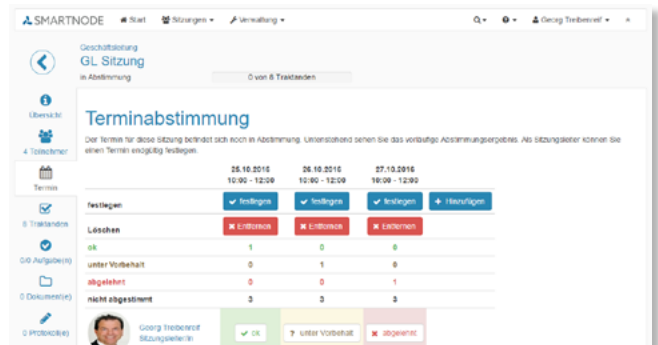 SMARTNODE Start Sitzungen Verwaltung Georg Treibenreif
Geschäftsleitung
GL Sitzung
in Abstimmung 0 von 6 Traktanden
Übersicht
4 Teilnehmer
Termin
6 Traktanden
0/0 Aufgabe(n)
0 Dokument(e)
0 Protokoll(e)
Terminabstimmung
Der Termin für diese Sitzung befindet sich noch in Abstimmung. Untenstehend sehen Sie das vorläufige Abstimmungsergebnis. Als Sitzungsleiter können Sie
einen Termin endgültig festlegen.
25.10.2016 26.10.2016 27.10.2016
10:00 - 12:00 10:00 - 12:00 10:00 - 12:00
festlegen festlegen festlegen festlegen + Hinzufügen
Löschen Entfernen Entfernen Entfernen
ok 1 0 0
unter Vorbehalt 0 1 0
abgelehnt 0 0 1
nicht abgestimmt 3 3 3
Georg Treibenreif ok ? unter Vorbehalt abgelehnt
Sitzungsleiter/in